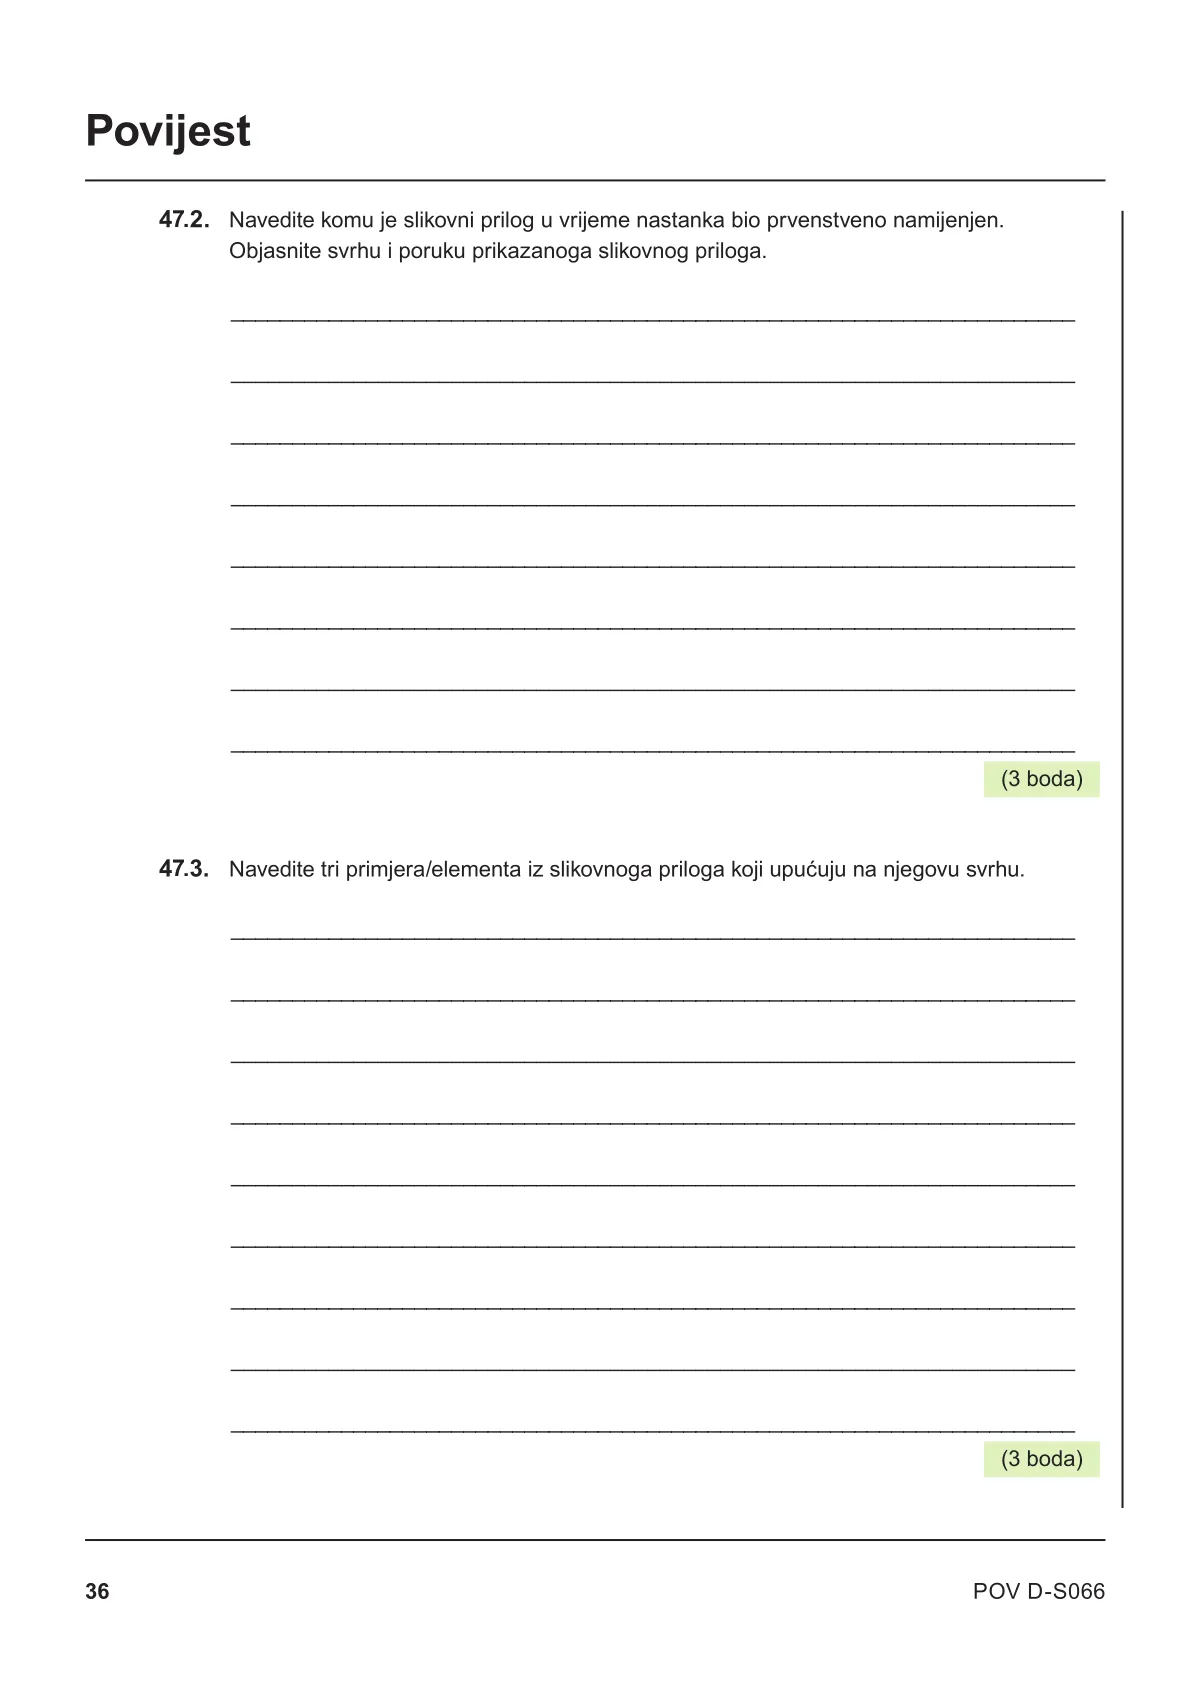 Povijest
47.2. Navedite komu je slikovni prilog u vrijeme nastanka bio prvenstveno namijenjen.
Objasnite svrhu i poruku prikazanoga slikovnog priloga.
(3 boda)
47.3. Navedite tri primjera/elementa iz slikovnoga priloga koji upućuju na njegovu svrhu.
(3 boda)
36
POV D-S066